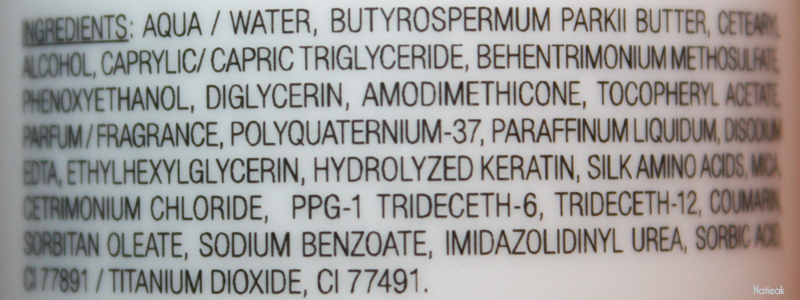 INGREDIENTS: AQUA / WATER, BUTYROSPERMUM PARKII BUTTER, CETEARYL
ALCOHOL, CAPRYLIC/ CAPRIC TRIGLYCERIDE, BEHENTRIMONIUM METHOSULFATE,
PHENOXYETHANOL, DIGLYCERIN, AMODIMETHICONE, TOCOPHERYL ACETATE,
PARFUM / FRAGRANCE, POLYQUATERNIUM-37, PARAFFINUM LIQUIDUM, DISODIUM
EDTA, ETHYLHEXYLGLYCERIN, HYDROLYZED KERATIN, SILK AMINO ACIDS, MICA,
CETRIMONIUM CHLORIDE, PPG-1 TRIDECETH-6, TRIDECETH-12, COUMARIN,
SORBITAN OLEATE, SODIUM BENZOATE, IMIDAZOLIDINYL UREA, SORBIC ACID,
CI 77891 / TITANIUM DIOXIDE, CI 77491.
Natieak